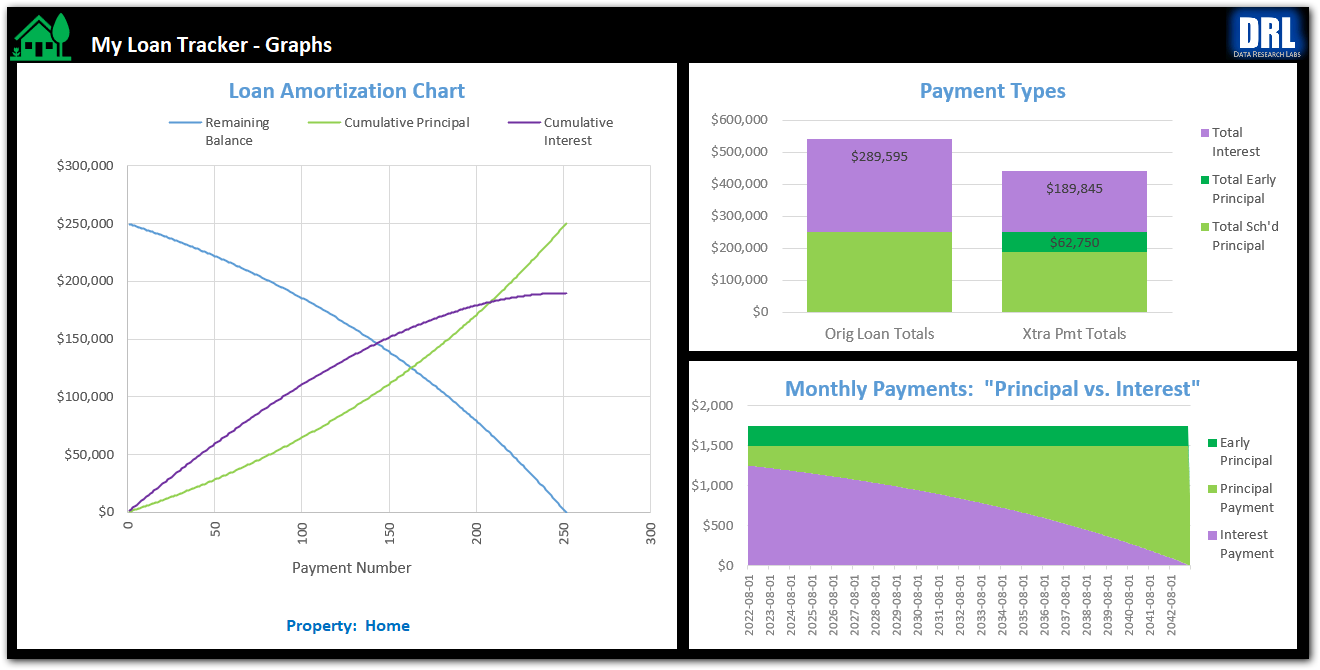 My Loan Tracker - Graphs
DRL
DATA RESEARCH LABS
Loan Amortization Chart
Remaining
Balance
Cumulative Principal
Cumulative
Interest
$300,000
$250,000
$200,000
$150,000
$100,000
$50,000
$0
0
50
100
150
200
250
300
Payment Number
Property:  Home
Payment Types
$600,000
$500,000
$400,000
$300,000
$200,000
$100,000
$0
$289,595
$189,845
$62,750
Orig Loan Totals
Xtra Pmt Totals
Total
Interest
Total Early
Principal
Total Sch'd
Principal
Monthly Payments:  "Principal vs. Interest"
$2,000
$1,500
$1,000
$500
$0
2022-08-01
2023-08-01
2024-08-01
2025-08-01
2026-08-01
2027-08-01
2028-08-01
2029-08-01
2030-08-01
2031-08-01
2032-08-01
2033-08-01
2034-08-01
2035-08-01
2036-08-01
2037-08-01
2038-08-01
2039-08-01
2040-08-01
2041-08-01
2042-08-01
Early
Principal
Principal
Payment
Interest
Payment